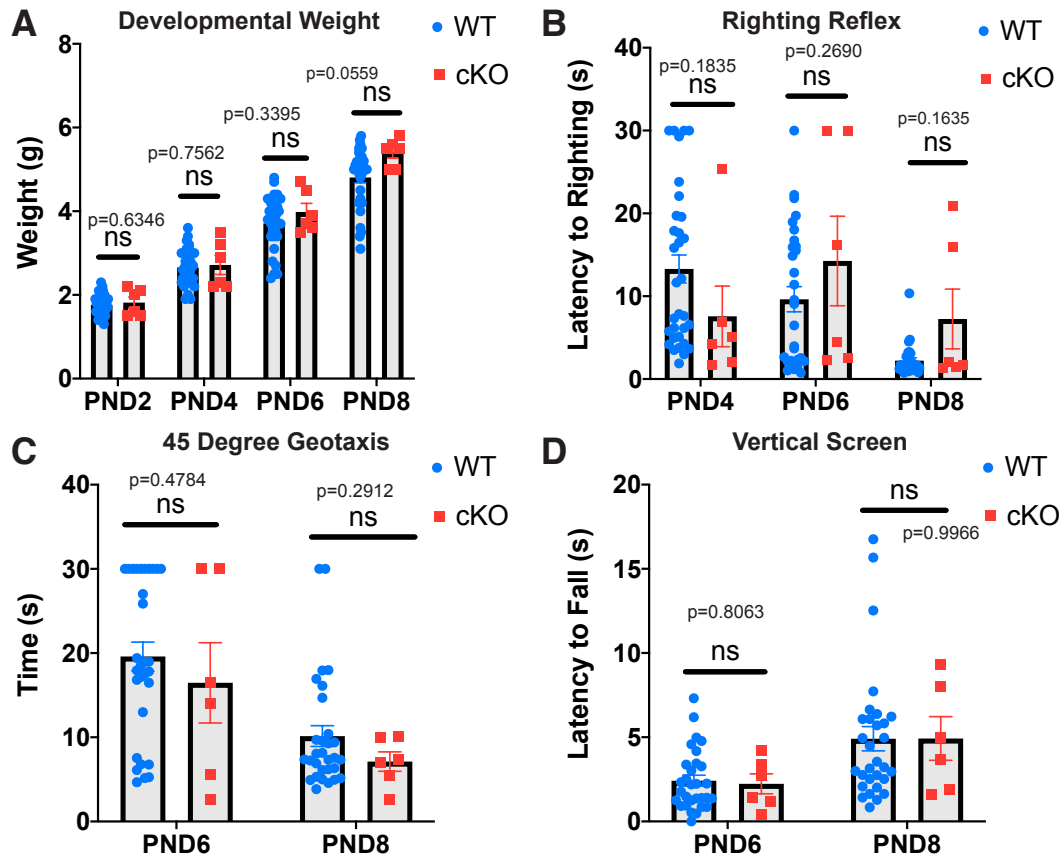 A
Developmental Weight
WT
cKO
Weight (g)
8
6
4
2
0
p=0.6346
ns
p=0.7562
ns
p=0.3395
ns
p=0.0559
ns
PND2 PND4 PND6 PND8
B
Righting Reflex
WT
cKO
Latency to Righting (s)
40
30
20
10
0
p=0.1835
ns
p=0.2690
ns
p=0.1635
ns
PND4 PND6 PND8
C
45 Degree Geotaxis
WT
cKO
Time (s)
40
30
20
10
0
p=0.4784
ns
p=0.2912
ns
PND6 PND8
D
Vertical Screen
WT
cKO
Latency to Fall (s)
20
15
10
5
0
p=0.8063
ns
ns
p=0.9966
PND6 PND8